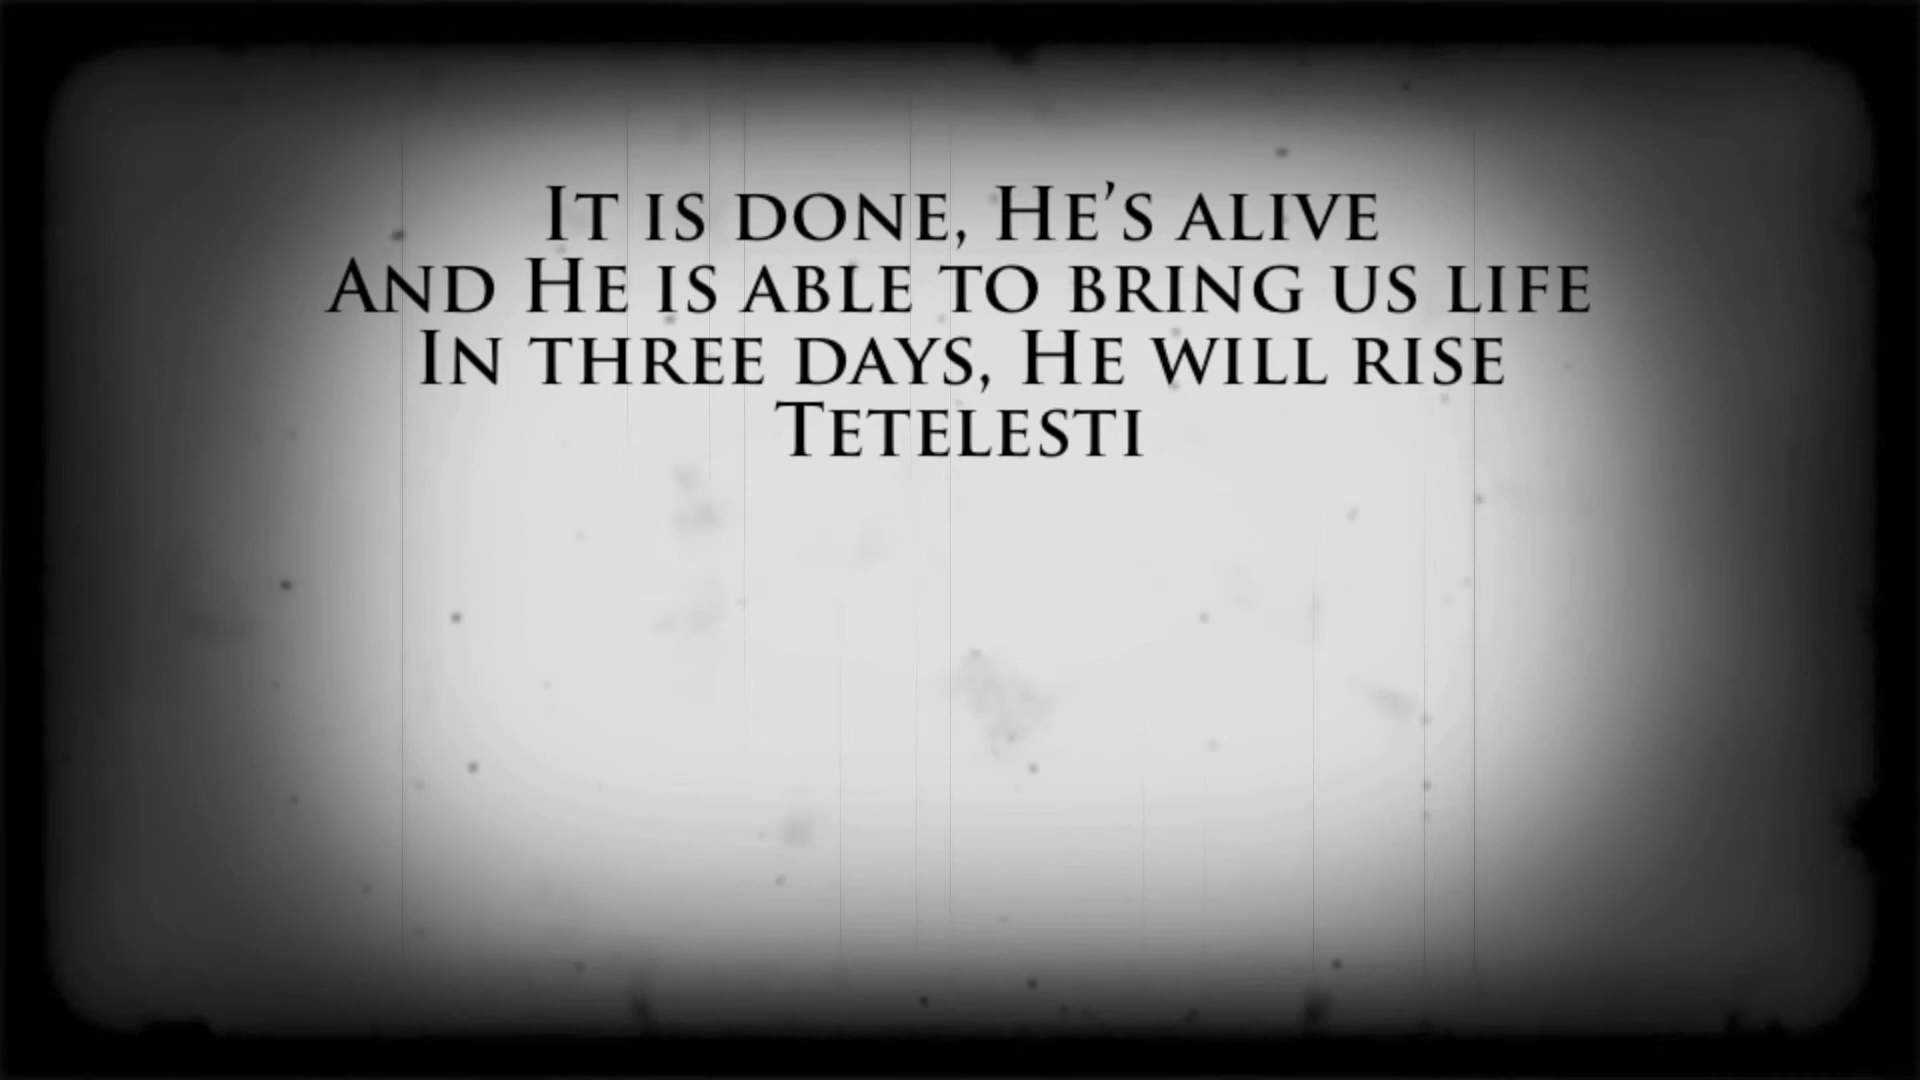 It is done, He’s alive
And He is able to bring us life
In three days, He will rise
Tetelesti